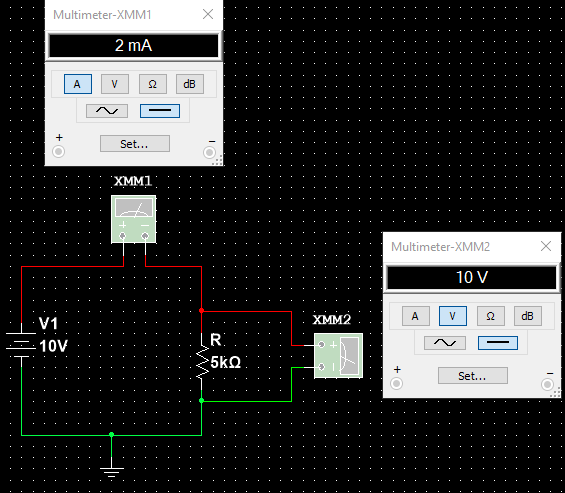 Multimeter-XMM1
2 mA
A V Ω dB
+ Set... −
XMM1
+ −
Multimeter-XMM2
10 V
A V Ω dB
+ Set... −
V1
10V
R
5kΩ
XMM2
+
−